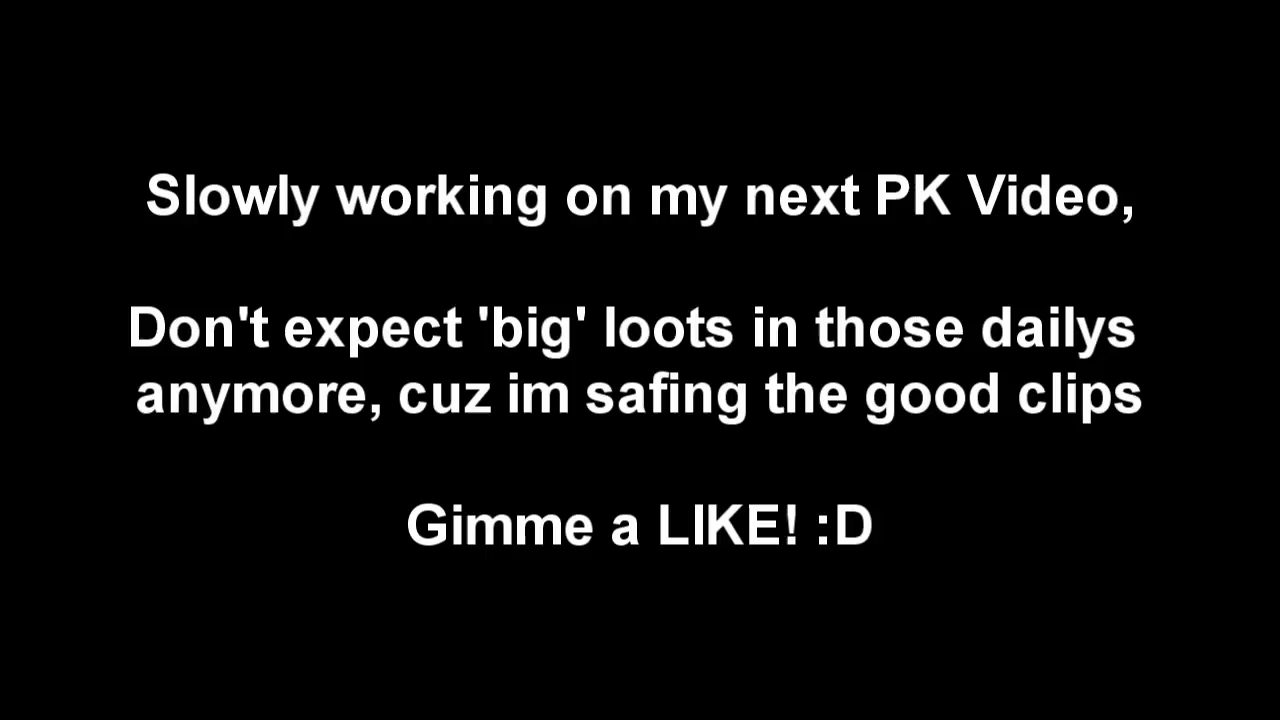 Slowly working on my next PK Video,
Don't expect 'big' loots in those dailys
anymore, cuz im safing the good clips
Gimme a LIKE! :D